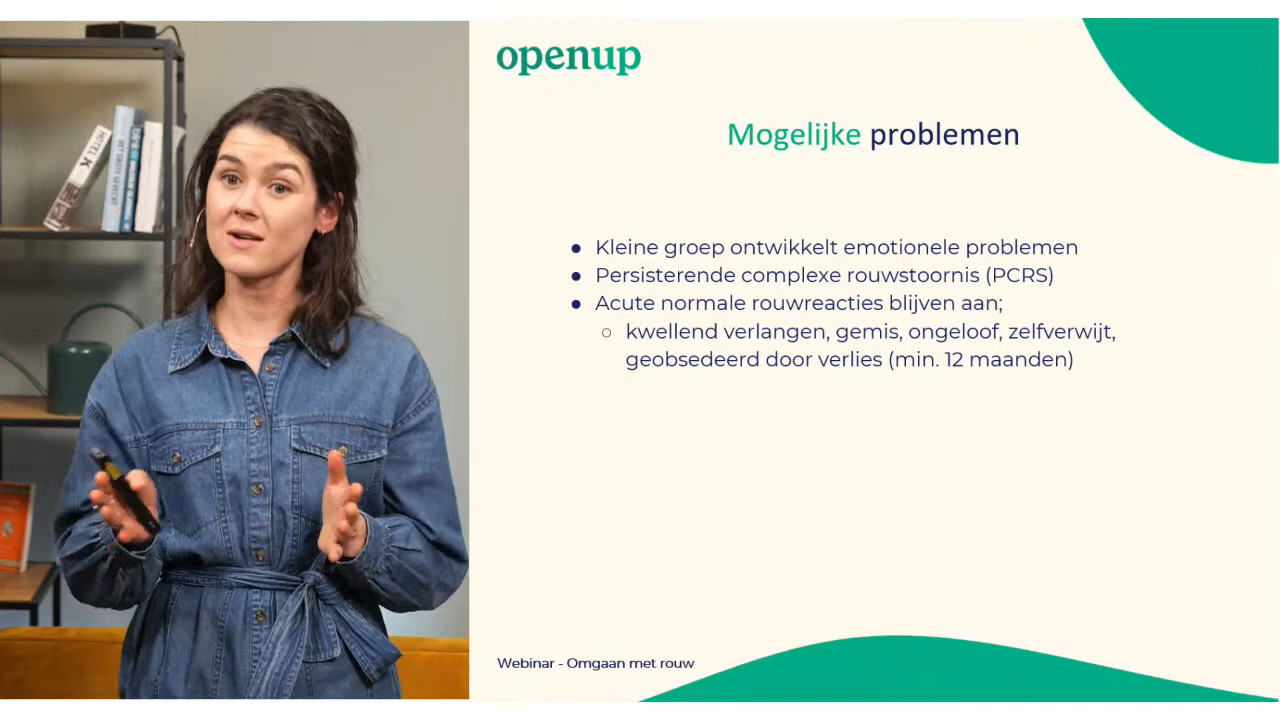 openup
Mogelijke problemen
● Kleine groep ontwikkelt emotionele problemen
● Persisterende complexe rouwstoornis (PCRS)
● Acute normale rouwreacties blijven aan;
○ kwellend verlangen, gemis, ongeloof, zelfverwijt,
geobsedeerd door verlies (min. 12 maanden)
Webinar - Omgaan met rouw
HOTEL K